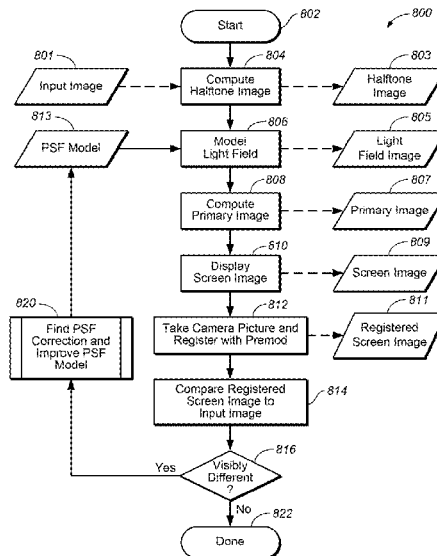 802
800
Start
801
804
803
Input Image
Compute
Halftone Image
Halftone
Image
813
806
805
PSF Model
Model
Light Field
Light
Field Image
808
807
Compute
Primary Image
Primary Image
810
809
Display
Screen Image
Screen Image
820
812
811
Find PSF
Correction and
Improve PSF
Model
Take Camera Picture and
Register with Premod
Registered
Screen Image
Compare Registered
Screen Image to
Input Image
814
816
Yes
Visibly
Different
?
No
822
Done